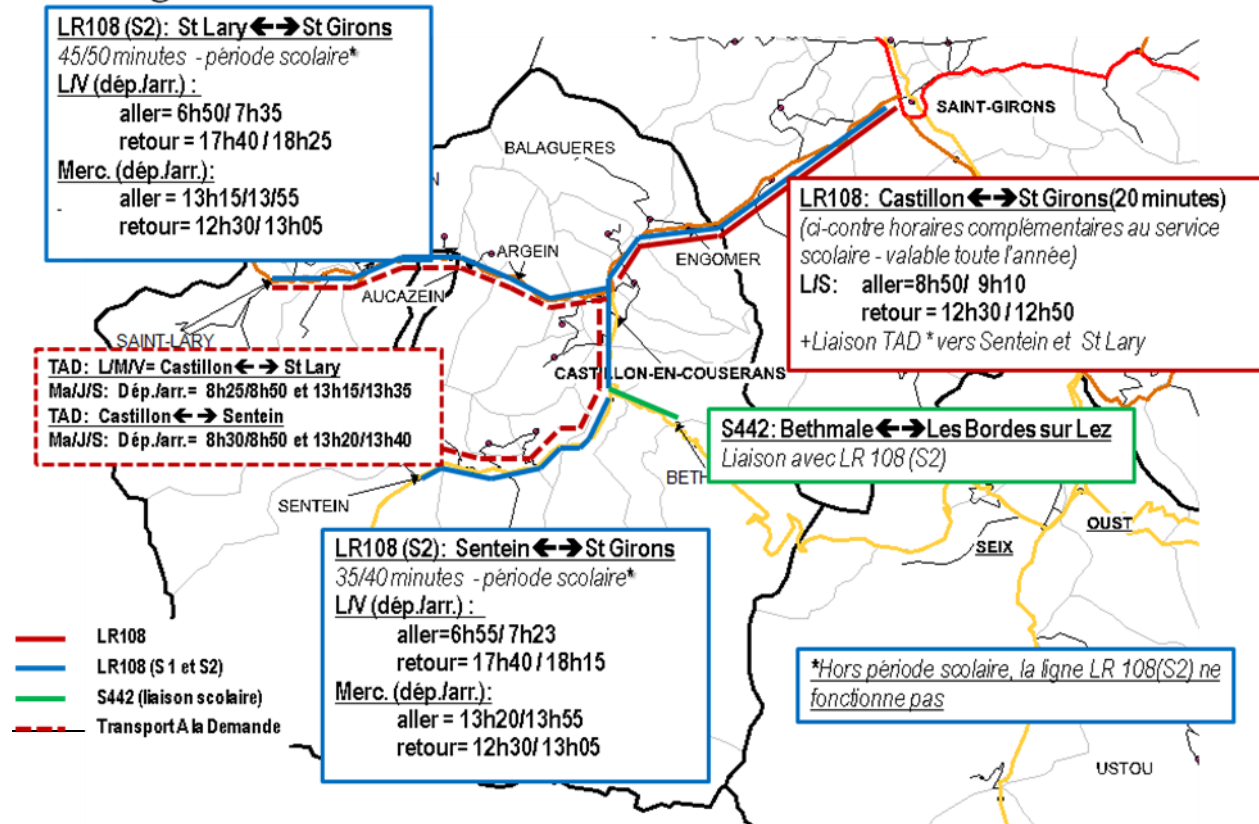 LR108 (S2): St Lary ←→ St Girons
45/50 minutes - période scolaire*
L/V (dép./arr.) :
aller= 6h50/ 7h35
retour = 17h40 / 18h25
Merc. (dép./arr.):
aller = 13h15/13/55
retour= 12h30/ 13h05
SAINT-GIRONS
BALAGUERES
LR108: Castillon ←→ St Girons(20 minutes)
(ci-contre horaires complémentaires au service
scolaire - valable toute l'année)
L/S: aller=8h50/ 9h10
retour = 12h30 / 12h50
+Liaison TAD * vers Sentein et St Lary
ARGEIN
ENGOMER
AUCAZEIN
SAINT-LARY
TAD: L/M/V= Castillon ←→ St Lary
Ma/J/S: Dép./arr.= 8h25/8h50 et 13h15/13h35
TAD: Castillon ←→ Sentein
Ma/J/S: Dép./arr.= 8h30/8h50 et 13h20/13h40
CASTILLON-EN-COUSERANS
S442: Bethmale ←→ Les Bordes sur Lez
Liaison avec LR 108 (S2)
BETH
SENTEIN
OUST
SEIX
LR108 (S2): Sentein ←→ St Girons
35/40 minutes - période scolaire*
L/V (dép./arr.) :
aller=6h55/ 7h23
retour= 17h40 / 18h15
Merc. (dép./arr.):
aller = 13h20/13h55
retour= 12h30/ 13h05
LR108
LR108 (S 1 et S2)
S442 (liaison scolaire)
Transport A la Demande
*Hors période scolaire, la ligne LR 108(S2) ne
fonctionne pas
USTOU